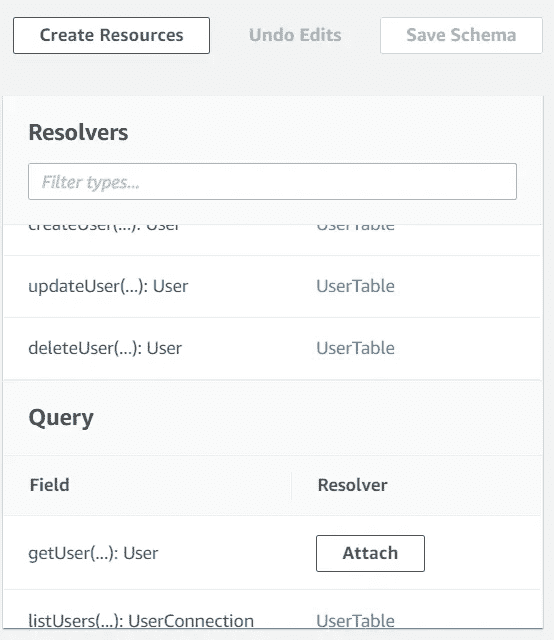 Create Resources Undo Edits Save Schema
Resolvers
Filter types...
createUser(...): User UserTable
updateUser(...): User UserTable
deleteUser(...): User UserTable
Query
Field Resolver
getUser(...): User Attach
listUsers(...): UserConnection UserTable